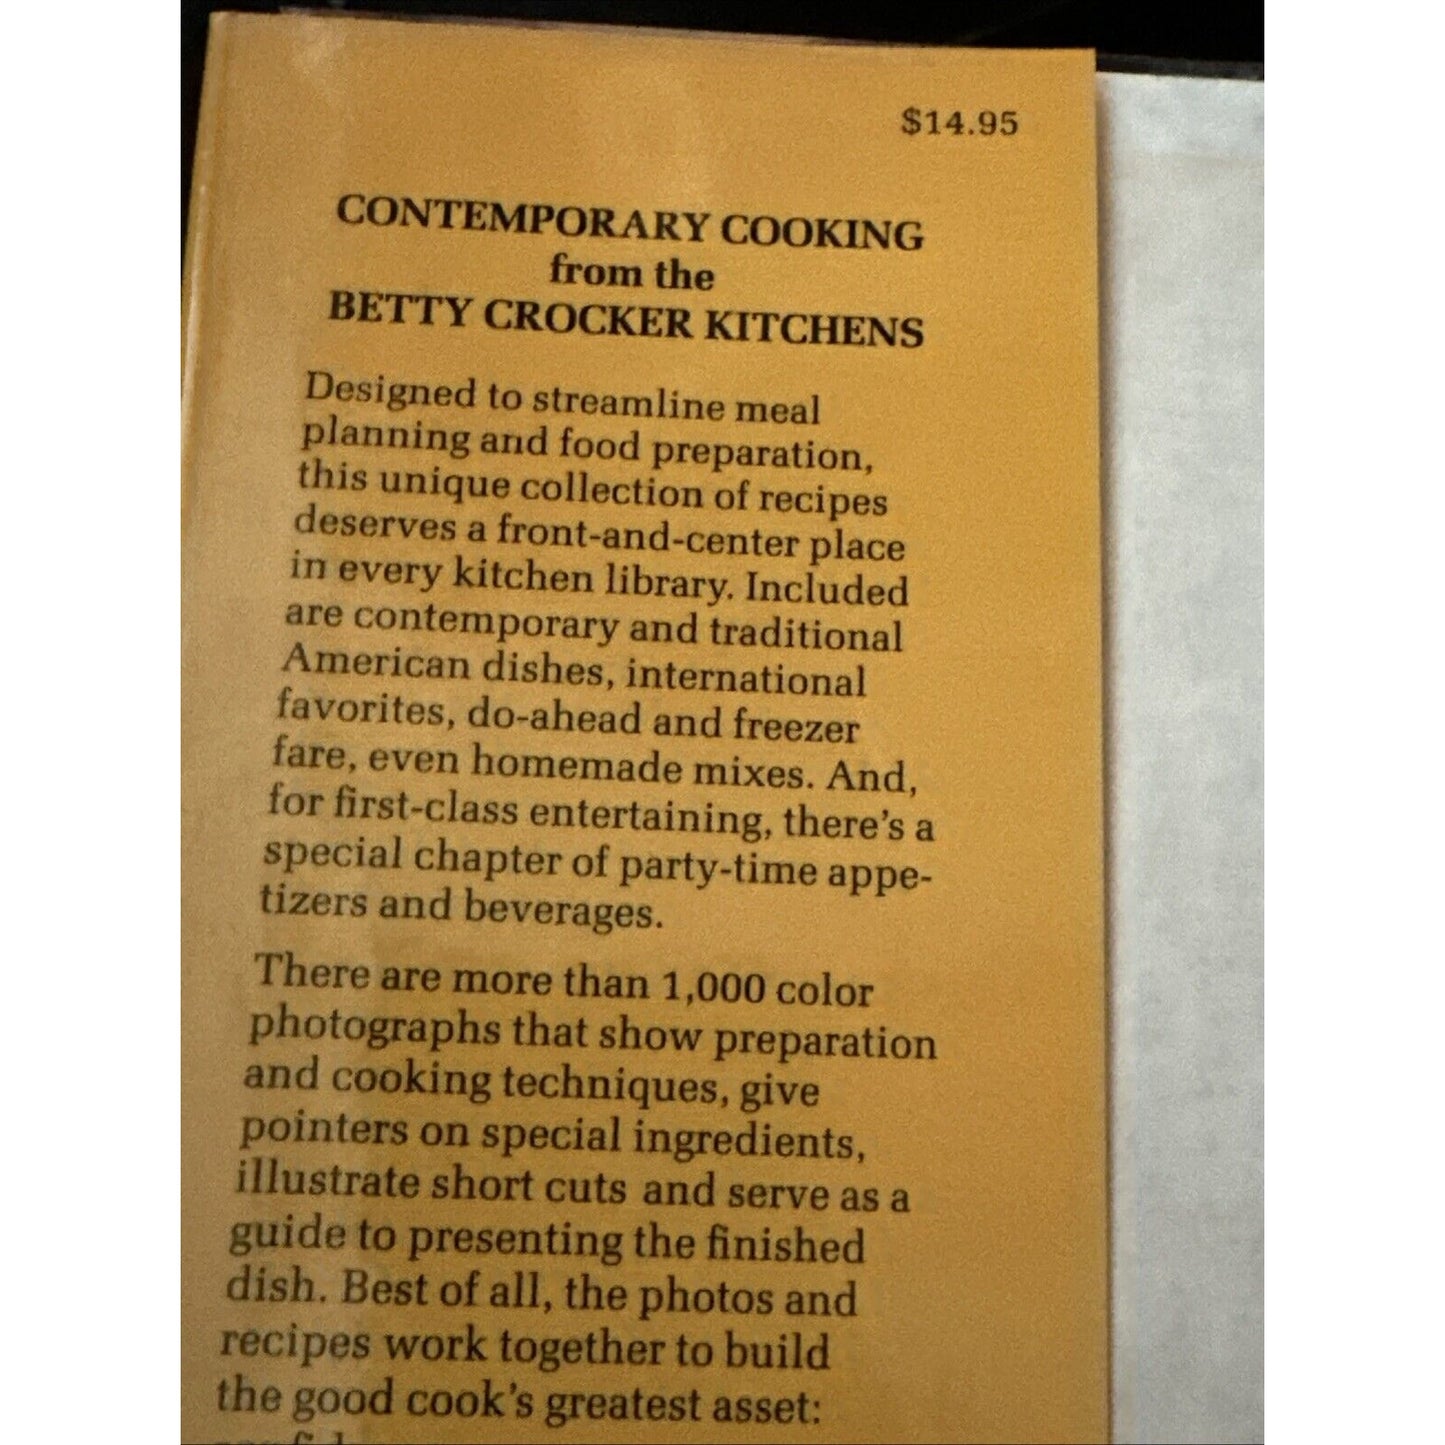 $14.95
CONTEMPORARY COOKING
from the
BETTY CROCKER KITCHENS
Designed to streamline meal
planning and food preparation,
this unique collection of recipes
deserves a front-and-center place
in every kitchen library. Included
are contemporary and traditional
American dishes, international
favorites, do-ahead and freezer
fare, even homemade mixes. And,
for first-class entertaining, there's a
special chapter of party-time appe-
tizers and beverages.
There are more than 1,000 color
photographs that show preparation
and cooking techniques, give
pointers on special ingredients,
illustrate short cuts and serve as a
guide to presenting the finished
dish. Best of all, the photos and
recipes work together to build
the good cook's greatest asset: